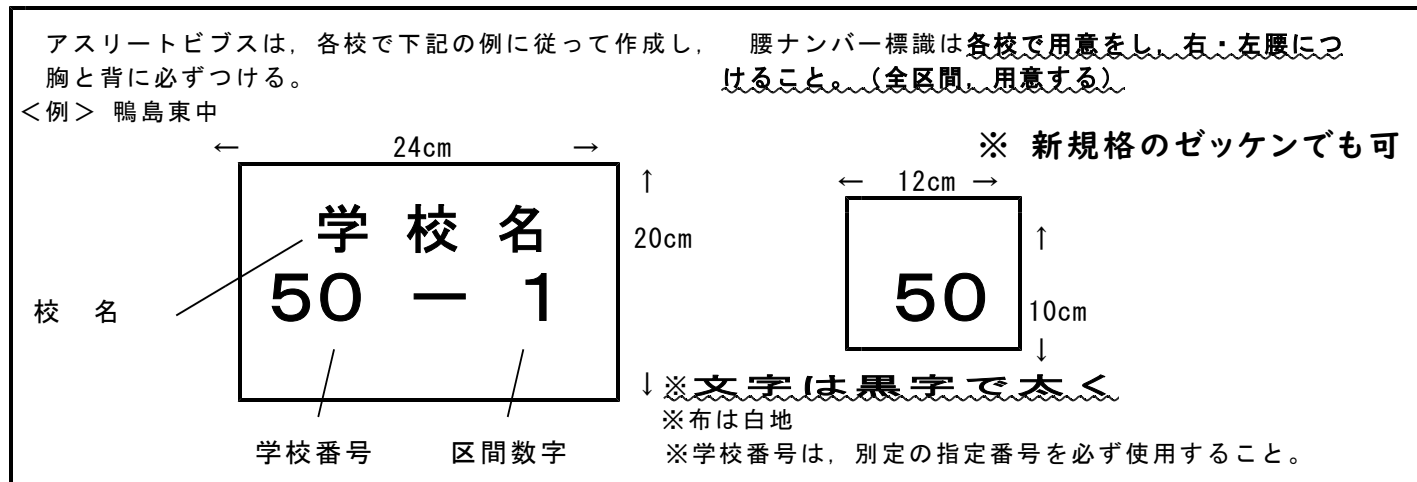 アスリートビブスは，各校で下記の例に従って作成し，
胸と背に必ずつける。
＜例＞ 鴨島東中
腰ナンバー標識は各校で用意をし，右・左腰につ
けること。（全区間，用意する）
※ 新規格のゼッケンでも可
← 24cm →
↑
20cm
↓
学校名
50 － 1
校 名
学校番号 区間数字
← 12cm →
↑
10cm
↓
50
※文字は黒字で太く
※布は白地
※学校番号は，別定の指定番号を必ず使用すること。